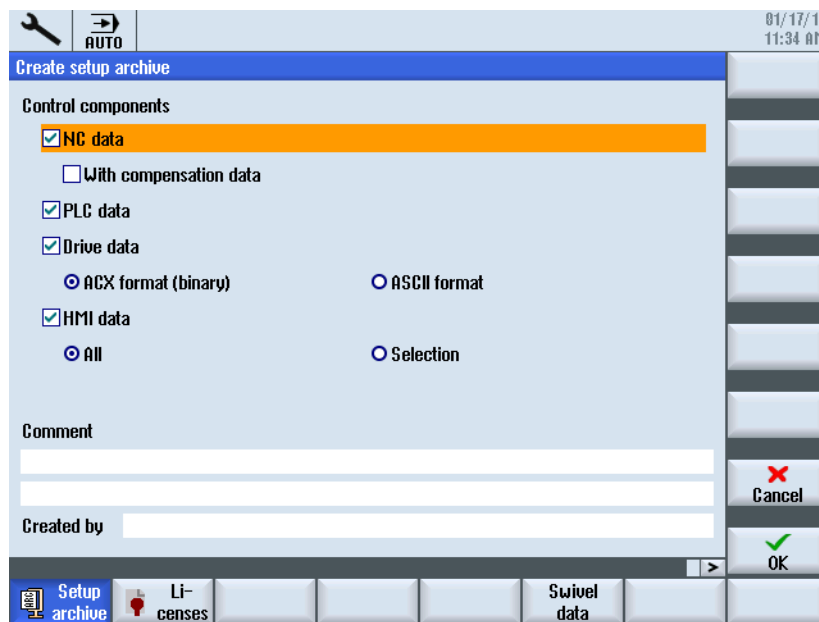 AUTO
01/17/1
11:34 AM
Create setup archive
Control components
NC data
With compensation data
PLC data
Drive data
ACX format (binary)
ASCII format
HMI data
All
Selection
Comment
Cancel
Created by
OK
>
Setup archive
Li-
censes
Swivel
data